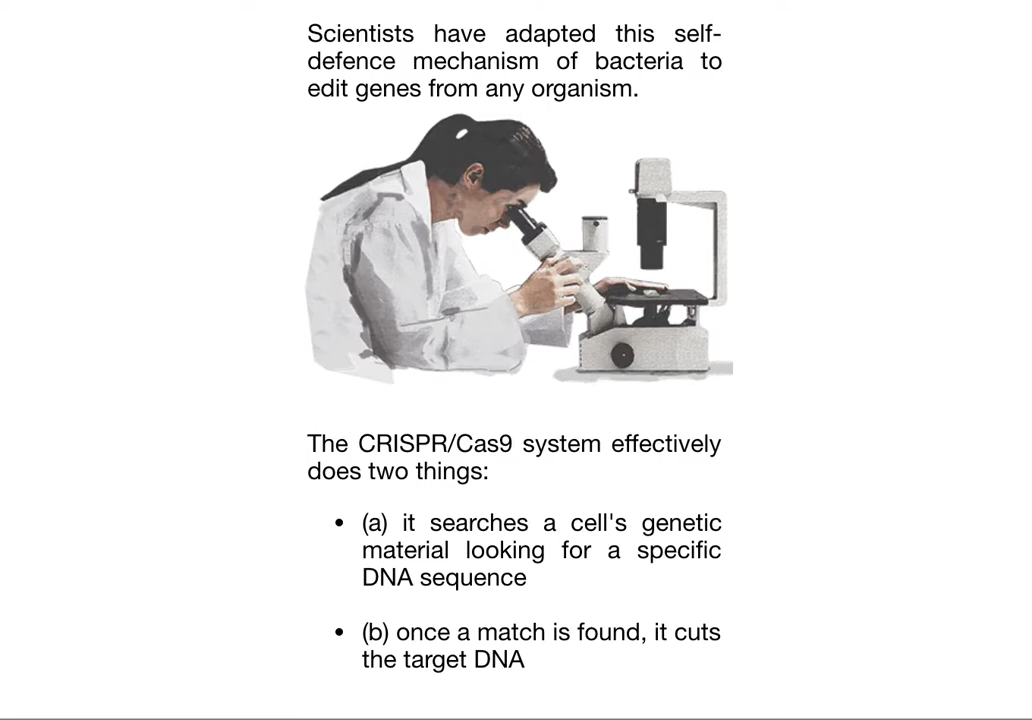 Scientists have adapted this self-
defence mechanism of bacteria to
edit genes from any organism.
The CRISPR/Cas9 system effectively
does two things:
• (a) it searches a cell's genetic
material looking for a specific
DNA sequence
• (b) once a match is found, it cuts
the target DNA